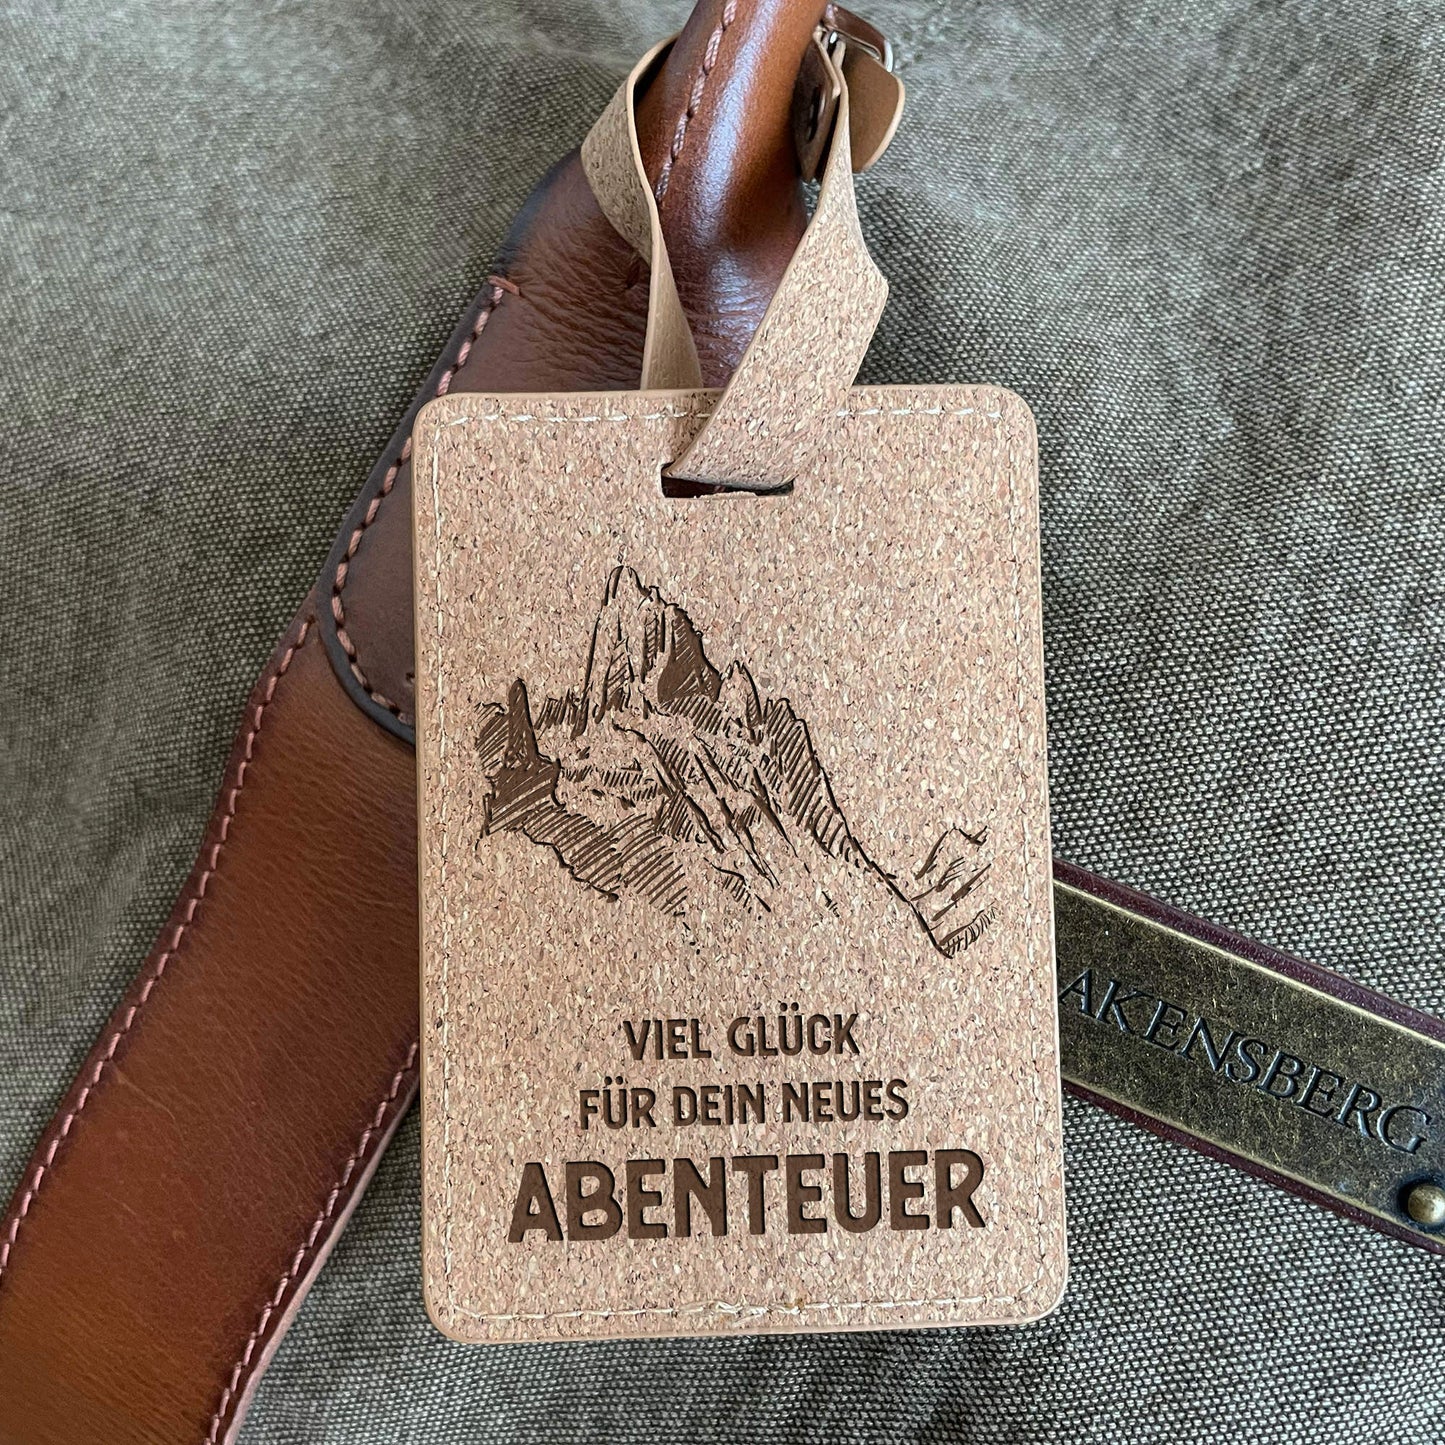 VIEL GLÜCK
FÜR DEIN NEUES
ABENTEUER
AKENSBERG